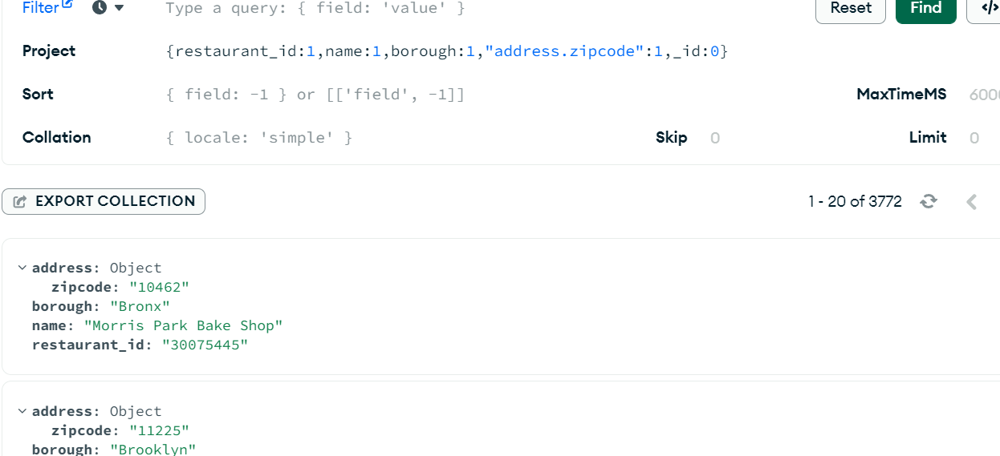 Filter Type a query: { field: 'value' } Reset Find </>
Project {restaurant_id:1,name:1,borough:1,"address.zipcode":1,_id:0}
Sort { field: -1 } or [['field', -1]] MaxTimeMS
Collation { locale: 'simple' } Skip 0 Limit 0
EXPORT COLLECTION 1 - 20 of 3772
address: Object
zipcode: "10462"
borough: "Bronx"
name: "Morris Park Bake Shop"
restaurant_id: "30075445"
address: Object
zipcode: "11225"
borough: "Brooklyn"